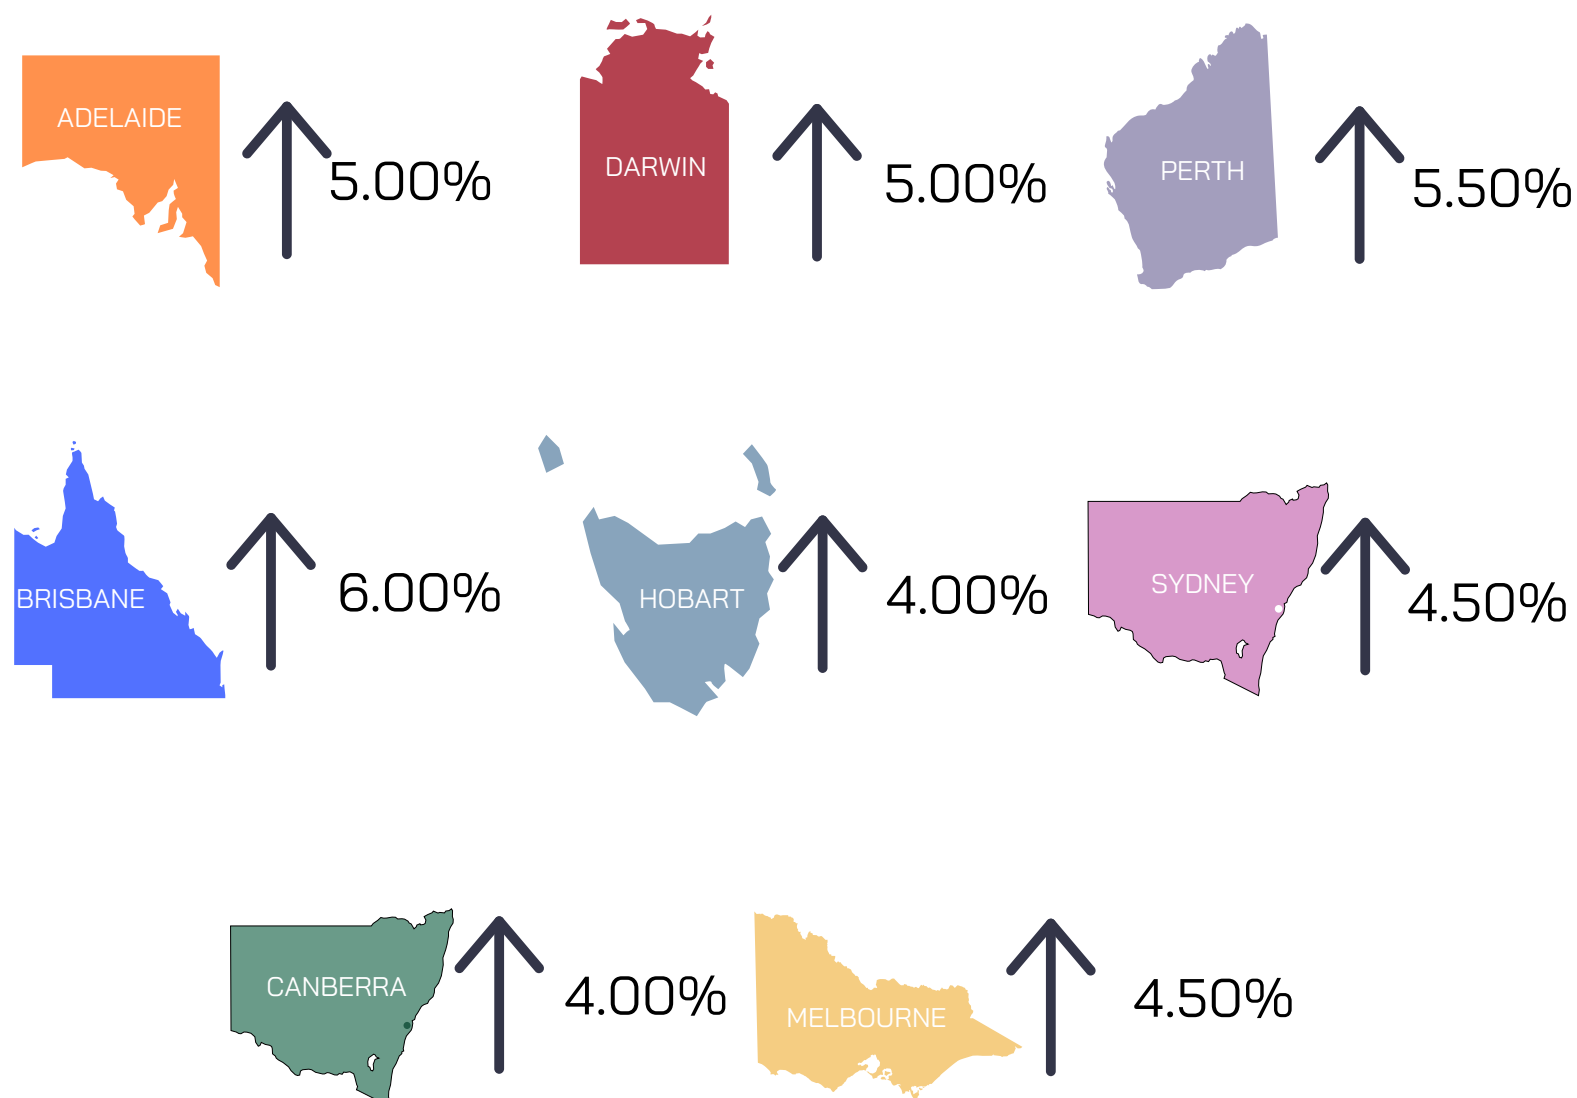 ADELAIDE
5.00%
DARWIN
5.00%
PERTH
5.50%
BRISBANE
6.00%
HOBART
4.00%
SYDNEY
4.50%
CANBERRA
4.00%
MELBOURNE
4.50%